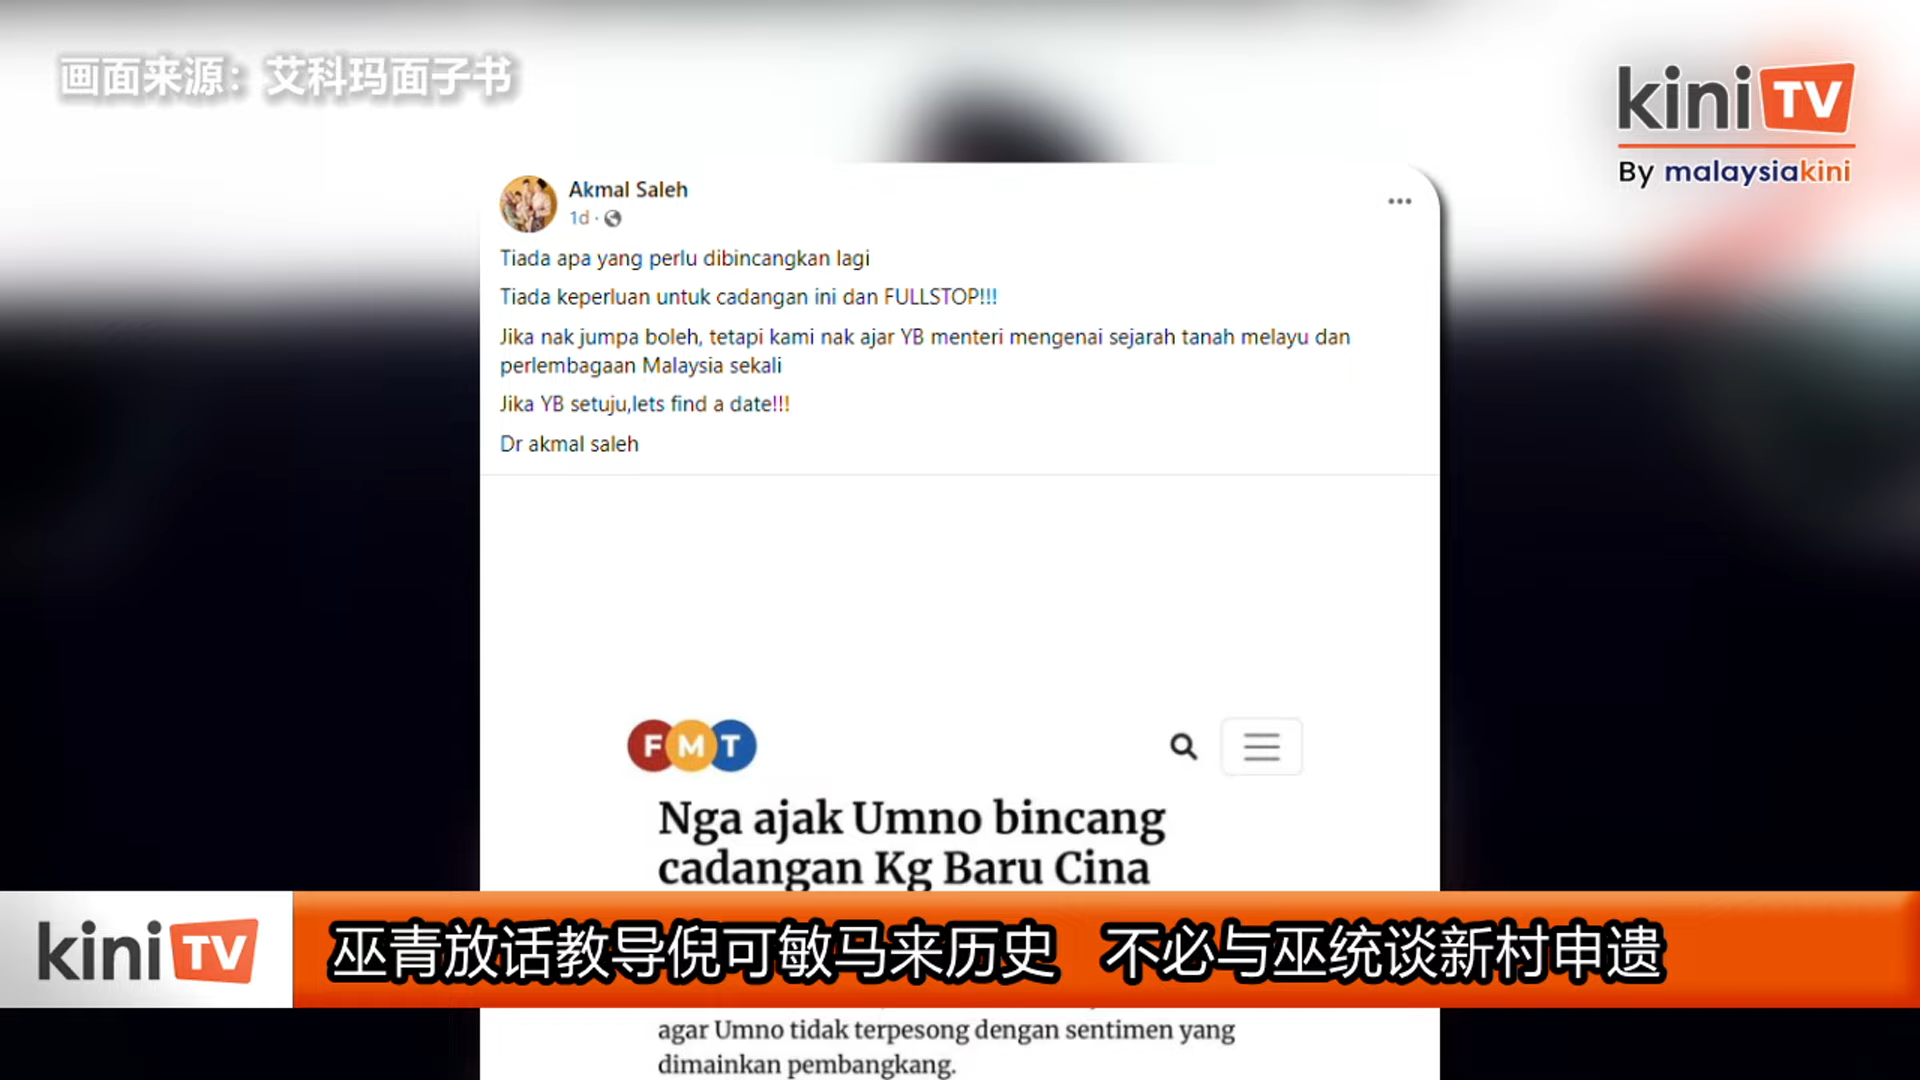 画面来源：艾科玛面子书
kini TV
By malaysiakini
Akmal Saleh
1d ·
Tiada apa yang perlu dibincangkan lagi
Tiada keperluan untuk cadangan ini dan FULLSTOP!!!
Jika nak jumpa boleh, tetapi kami nak ajar YB menteri mengenai sejarah tanah melayu dan
perlembagaan Malaysia sekali
Jika YB setuju,lets find a date!!!
Dr akmal saleh
FMT
Nga ajak Umno bincang
cadangan Kg Baru Cina
kini TV
巫青放话教导倪可敏马来历史 不必与巫统谈新村申遗
agar Umno tidak terpesong dengan sentimen yang
dimainkan pembangkang.